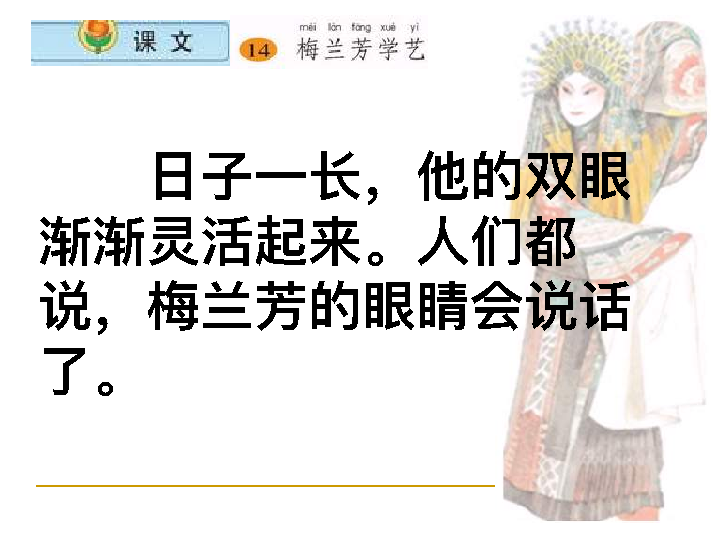 课文
méi lán fāng xué yì
14 梅兰芳学艺
日子一长，他的双眼
渐渐灵活起来。人们都
说，梅兰芳的眼睛会说话
了。